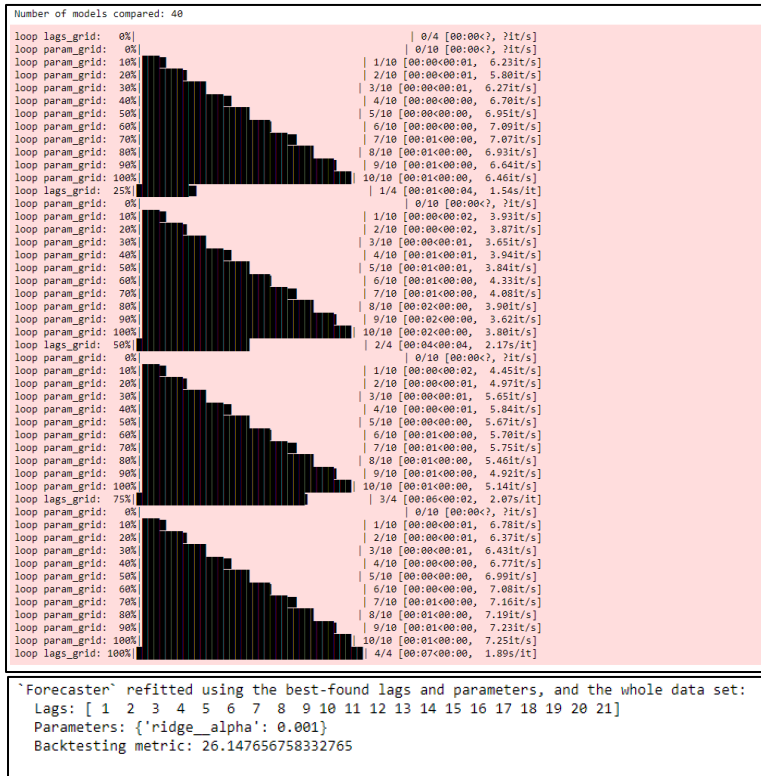 Number of models compared: 40
loop lags_grid:   0%|          | 0/4 [00:00<?, ?it/s]
loop param_grid:   0%|          | 0/10 [00:00<?, ?it/s]
loop param_grid:  10%|          | 1/10 [00:00<00:01,  6.23it/s]
loop param_grid:  20%|          | 2/10 [00:00<00:01,  5.80it/s]
loop param_grid:  30%|          | 3/10 [00:00<00:01,  6.27it/s]
loop param_grid:  40%|          | 4/10 [00:00<00:00,  6.70it/s]
loop param_grid:  50%|          | 5/10 [00:00<00:00,  6.95it/s]
loop param_grid:  60%|          | 6/10 [00:00<00:00,  7.09it/s]
loop param_grid:  70%|          | 7/10 [00:01<00:00,  7.07it/s]
loop param_grid:  80%|          | 8/10 [00:01<00:00,  6.93it/s]
loop param_grid:  90%|          | 9/10 [00:01<00:00,  6.64it/s]
loop param_grid: 100%|          | 10/10 [00:01<00:00,  6.46it/s]
loop lags_grid:  25%|          | 1/4 [00:01<00:04,  1.54s/it]
loop param_grid:   0%|          | 0/10 [00:00<?, ?it/s]
loop param_grid:  10%|          | 1/10 [00:00<00:02,  3.93it/s]
loop param_grid:  20%|          | 2/10 [00:00<00:02,  3.87it/s]
loop param_grid:  30%|          | 3/10 [00:00<00:01,  3.65it/s]
loop param_grid:  40%|          | 4/10 [00:01<00:01,  3.94it/s]
loop param_grid:  50%|          | 5/10 [00:01<00:01,  3.84it/s]
loop param_grid:  60%|          | 6/10 [00:01<00:00,  4.33it/s]
loop param_grid:  70%|          | 7/10 [00:01<00:00,  4.08it/s]
loop param_grid:  80%|          | 8/10 [00:02<00:00,  3.90it/s]
loop param_grid:  90%|          | 9/10 [00:02<00:00,  3.62it/s]
loop param_grid: 100%|          | 10/10 [00:02<00:00,  3.80it/s]
loop lags_grid:  50%|          | 2/4 [00:04<00:04,  2.17s/it]
loop param_grid:   0%|          | 0/10 [00:00<?, ?it/s]
loop param_grid:  10%|          | 1/10 [00:00<00:02,  4.45it/s]
loop param_grid:  20%|          | 2/10 [00:00<00:01,  4.97it/s]
loop param_grid:  30%|          | 3/10 [00:00<00:01,  5.65it/s]
loop param_grid:  40%|          | 4/10 [00:00<00:01,  5.84it/s]
loop param_grid:  50%|          | 5/10 [00:00<00:00,  5.67it/s]
loop param_grid:  60%|          | 6/10 [00:01<00:00,  5.70it/s]
loop param_grid:  70%|          | 7/10 [00:01<00:00,  5.75it/s]
loop param_grid:  80%|          | 8/10 [00:01<00:00,  5.46it/s]
loop param_grid:  90%|          | 9/10 [00:01<00:00,  4.92it/s]
loop param_grid: 100%|          | 10/10 [00:01<00:00,  5.14it/s]
loop lags_grid:  75%|          | 3/4 [00:06<00:02,  2.07s/it]
loop param_grid:   0%|          | 0/10 [00:00<?, ?it/s]
loop param_grid:  10%|          | 1/10 [00:00<00:01,  6.78it/s]
loop param_grid:  20%|          | 2/10 [00:00<00:01,  6.37it/s]
loop param_grid:  30%|          | 3/10 [00:00<00:01,  6.43it/s]
loop param_grid:  40%|          | 4/10 [00:00<00:00,  6.77it/s]
loop param_grid:  50%|          | 5/10 [00:00<00:00,  6.99it/s]
loop param_grid:  60%|          | 6/10 [00:00<00:00,  7.08it/s]
loop param_grid:  70%|          | 7/10 [00:01<00:00,  7.16it/s]
loop param_grid:  80%|          | 8/10 [00:01<00:00,  7.19it/s]
loop param_grid:  90%|          | 9/10 [00:01<00:00,  7.23it/s]
loop param_grid: 100%|          | 10/10 [00:01<00:00,  7.25it/s]
loop lags_grid: 100%|          | 4/4 [00:07<00:00,  1.89s/it]
`Forecaster` refitted using the best-found lags and parameters, and the whole data set:
  Lags: [ 1  2  3  4  5  6  7  8  9 10 11 12 13 14 15 16 17 18 19 20 21]
  Parameters: {'ridge__alpha': 0.001}
  Backtesting metric: 26.147656758332765